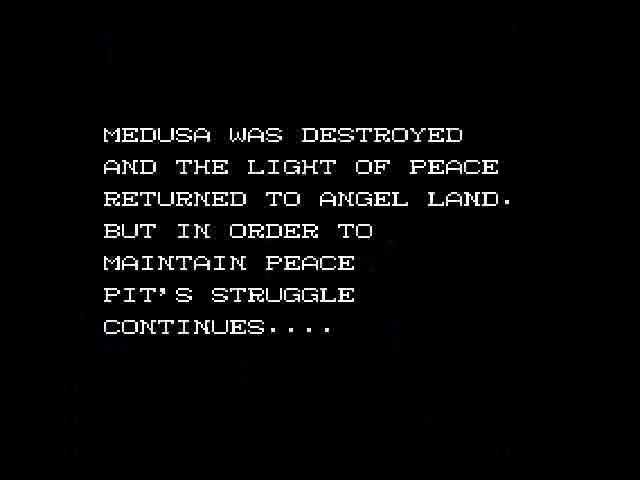 MEDUSA WAS DESTROYED
AND THE LIGHT OF PEACE
RETURNED TO ANGEL LAND.
BUT IN ORDER TO
MAINTAIN PEACE
PIT'S STRUGGLE
CONTINUES....